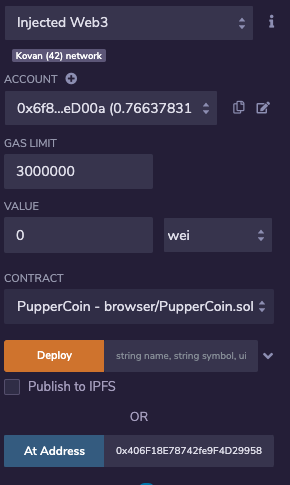 Injected Web3
Kovan (42) network
ACCOUNT
0x6f8...eD00a (0.76637831
GAS LIMIT
3000000
VALUE
0
wei
CONTRACT
PupperCoin - browser/PupperCoin.sol
Deploy
string name, string symbol, ui
Publish to IPFS
OR
At Address
0x406F18E78742fe9F4D29958